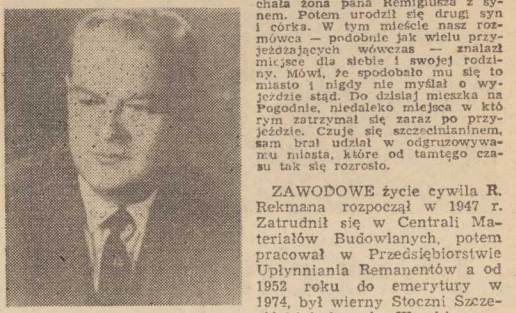 chała żona pana Remigiusza z sy-
nem. Potem urodził się drugi syn
i córka. W tym mieście nasz roz-
mówca — podobnie jak wielu przy-
jeżdżających wówczas — znalazł
miejsce dla siebie i swojej rodzi-
ny. Mówi, że spodobało mu się to
miasto i nigdy nie myślał o wy-
jeździe stąd. Do dzisiaj mieszka na
Pogodnie, niedaleko miejsca w któ
rym zatrzymał się zaraz po przy-
jeździe. Czuje się szczecinianinem,
sam brał udział w odgruzowywa-
niu miasta, które od tamtego cza-
su tak się rozrosło.
ZAWODOWE życie cywila R.
Rekmana rozpoczął w 1947 r.
Zatrudnił się w Centrali Ma-
teriałów Budowlanych, potem
pracował w Przedsiębiorstwie
Upłynniania Remanentów a od
1952 roku do emerytury w
1974, był wierny Stoczni Szcze-